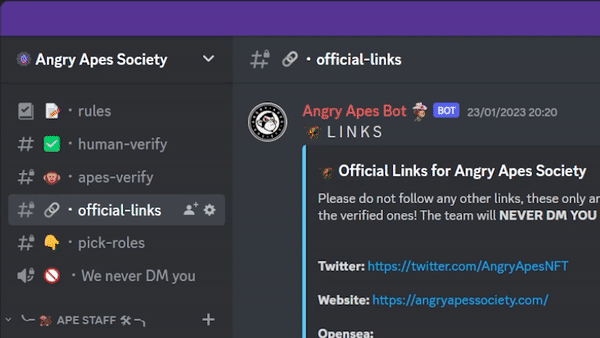 Angry Apes Society
rules
human-verify
apes-verify
official-links
pick-roles
We never DM you
APE STAFF
official-links
Angry Apes Bot BOT 23/01/2023 20:20
LINKS
Official Links for Angry Apes Society
Please do not follow any other links, these only ar
the verified ones! The team will NEVER DM YOU
Twitter: https://twitter.com/AngryApesNFT
Website: https://angryapessociety.com/
Opensea: